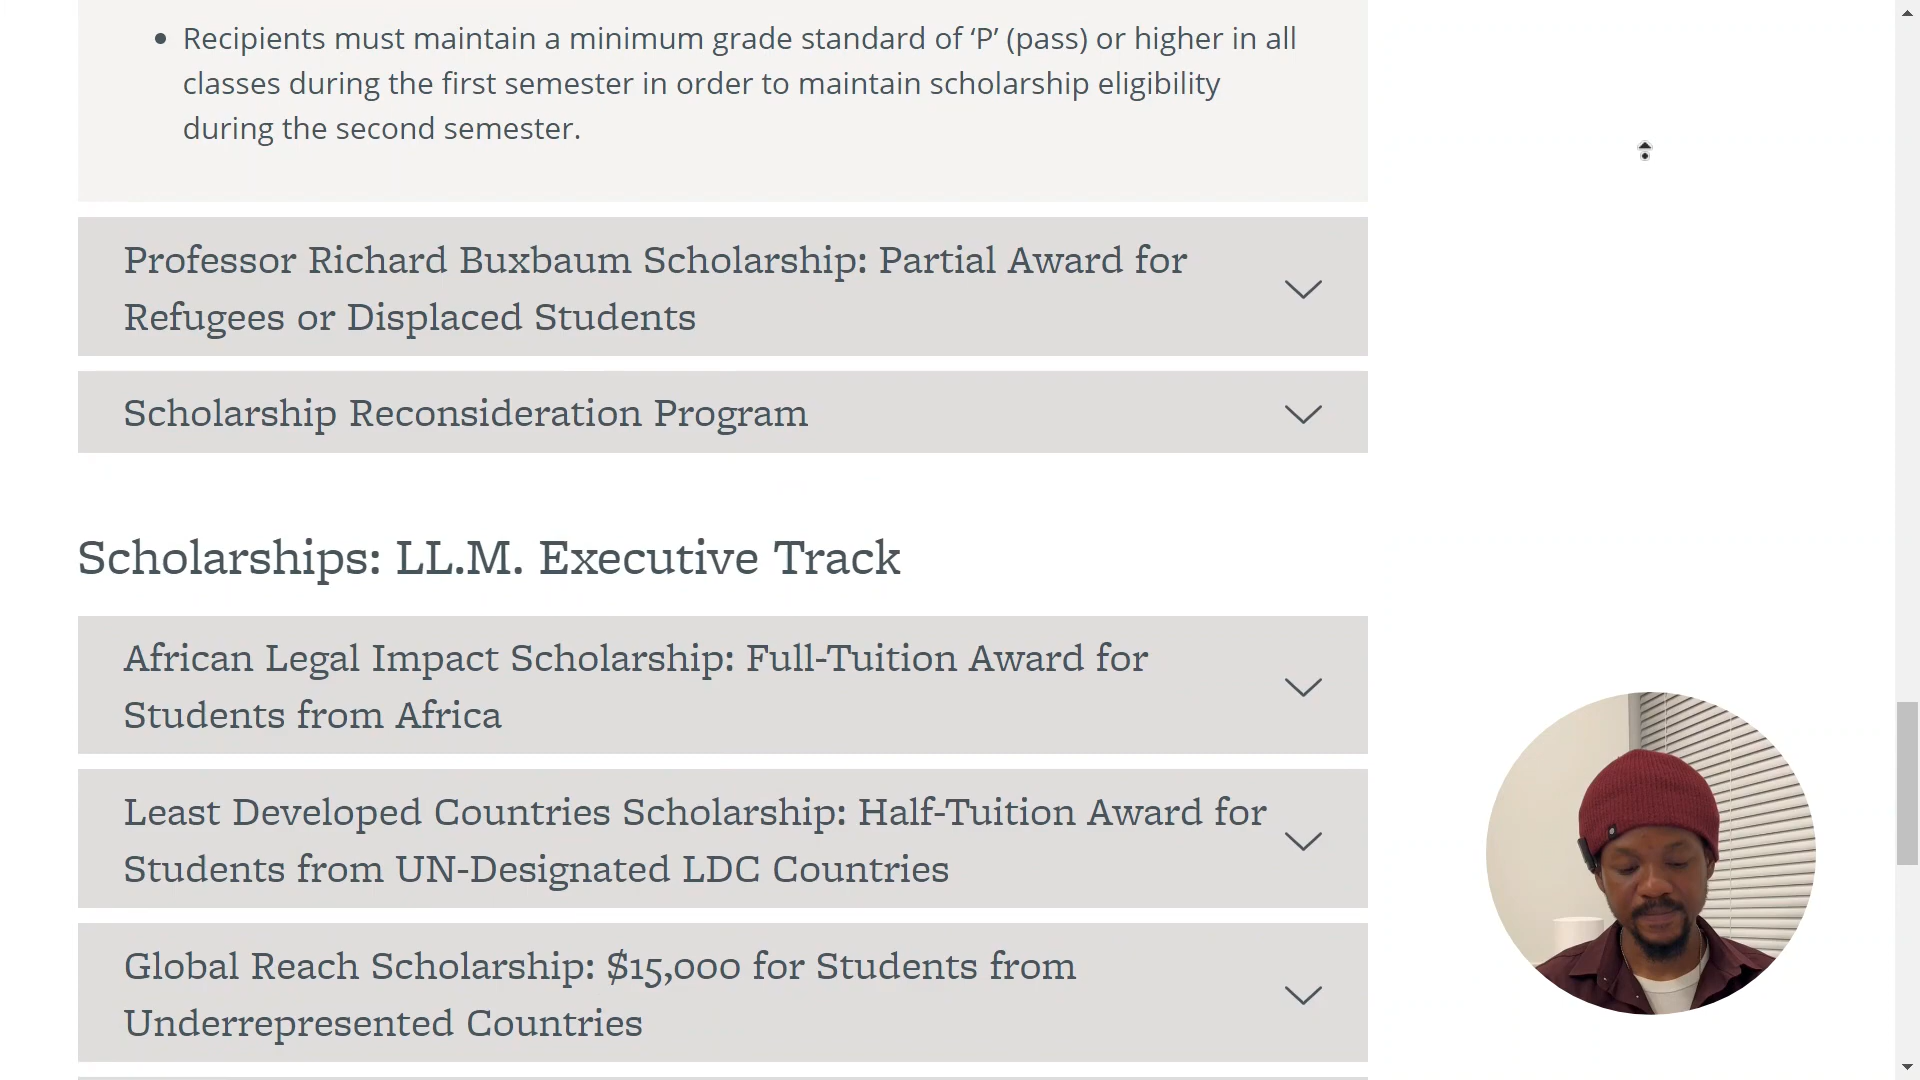 Recipients must maintain a minimum grade standard of ‘P’ (pass) or higher in all
classes during the first semester in order to maintain scholarship eligibility
during the second semester.
Professor Richard Buxbaum Scholarship: Partial Award for
Refugees or Displaced Students
Scholarship Reconsideration Program
Scholarships: LL.M. Executive Track
African Legal Impact Scholarship: Full-Tuition Award for
Students from Africa
Least Developed Countries Scholarship: Half-Tuition Award for
Students from UN-Designated LDC Countries
Global Reach Scholarship: $15,000 for Students from
Underrepresented Countries